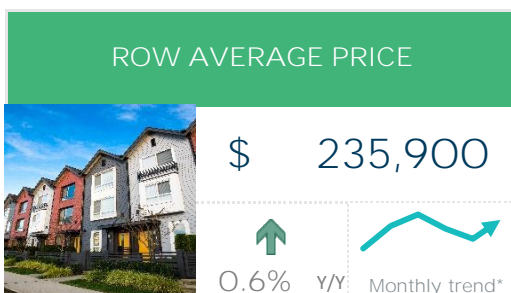 ROW AVERAGE PRICE
$ 235,900
0.6% Y/Y
Monthly trend*